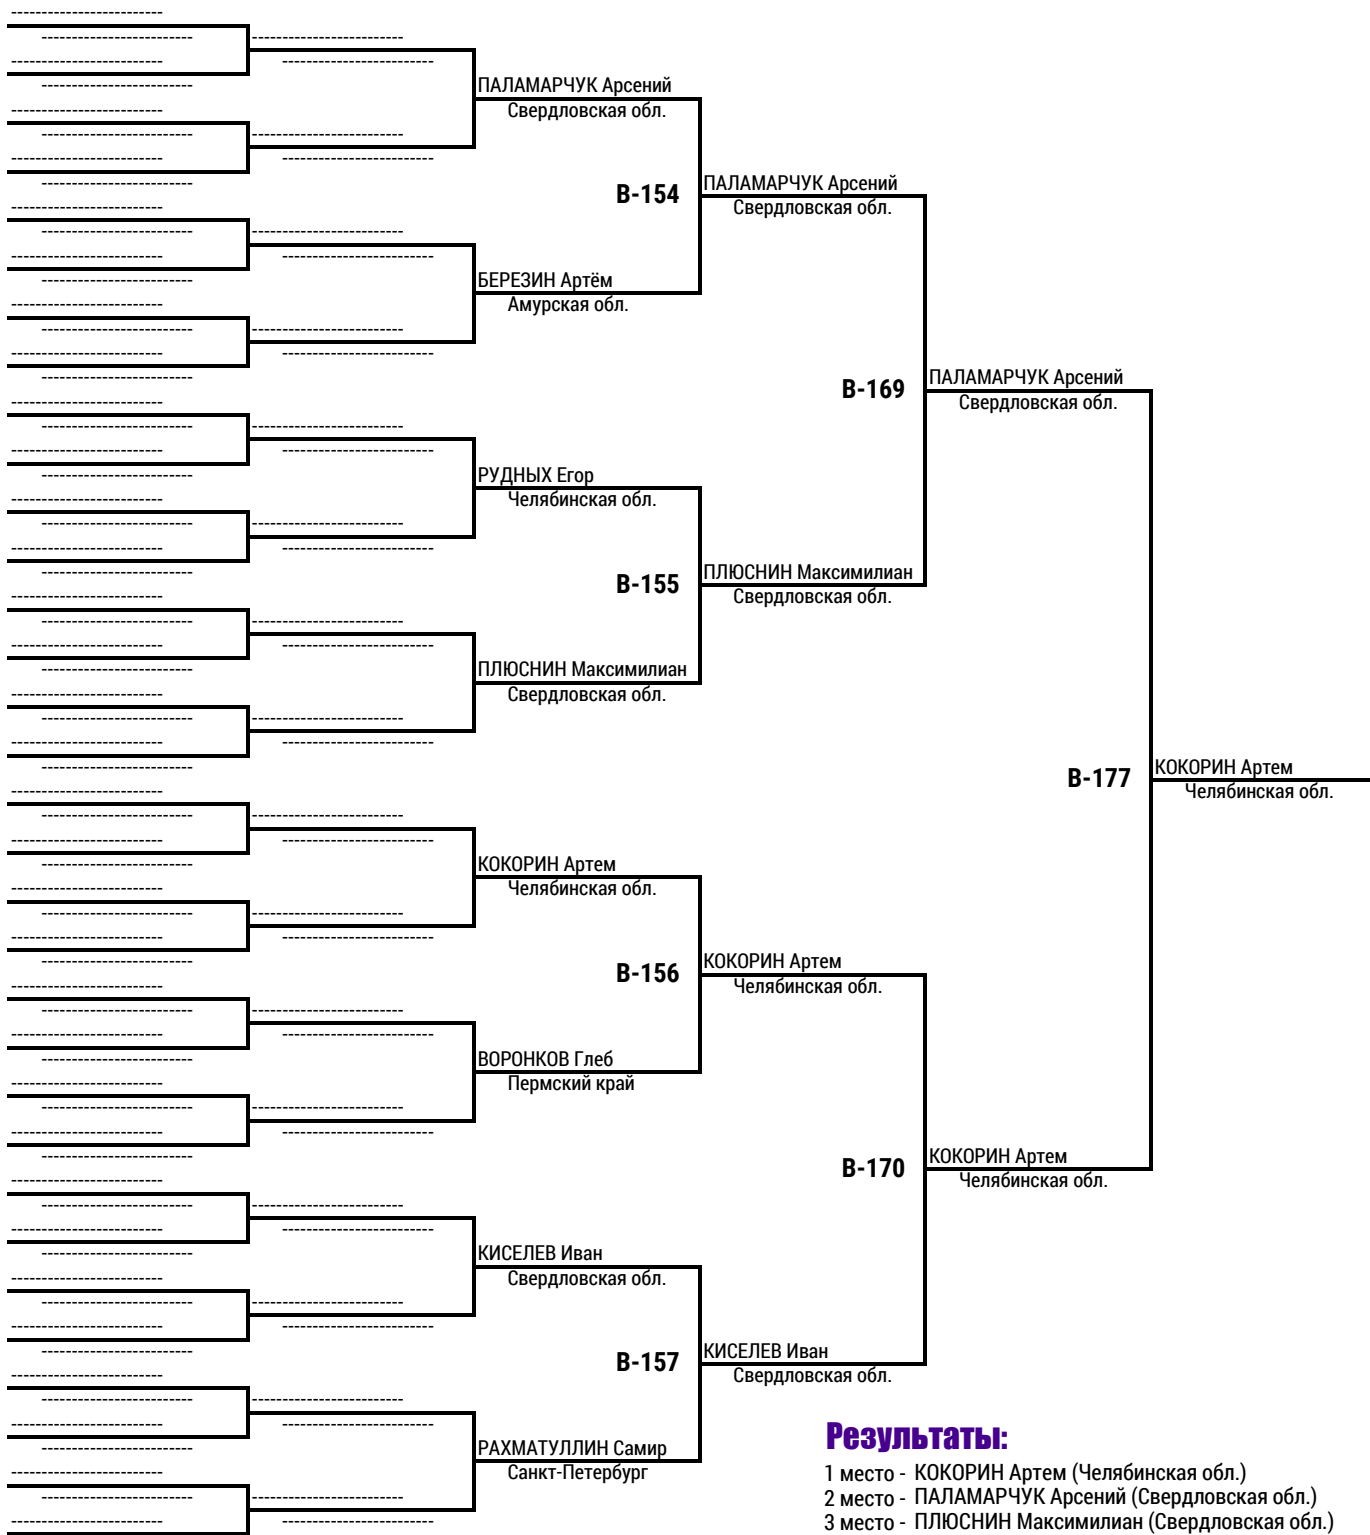 ПАЛАМАРЧУК Арсений
Свердловская обл.
В-154
ПАЛАМАРЧУК Арсений
Свердловская обл.
БЕРЕЗИН Артём
Амурская обл.
В-169
ПАЛАМАРЧУК Арсений
Свердловская обл.
РУДНЫХ Егор
Челябинская обл.
В-155
ПЛЮСНИН Максимилиан
Свердловская обл.
ПЛЮСНИН Максимилиан
Свердловская обл.
В-177
КОКОРИН Артем
Челябинская обл.
КОКОРИН Артем
Челябинская обл.
В-156
КОКОРИН Артем
Челябинская обл.
ВОРОНКОВ Глеб
Пермский край
В-170
КОКОРИН Артем
Челябинская обл.
КИСЕЛЕВ Иван
Свердловская обл.
В-157
КИСЕЛЕВ Иван
Свердловская обл.
РАХМАТУЛЛИН Самир
Санкт-Петербург
Результаты:
1 место - КОКОРИН Артем (Челябинская обл.)
2 место - ПАЛАМАРЧУК Арсений (Свердловская обл.)
3 место - ПЛЮСНИН Максимилиан (Свердловская обл.)